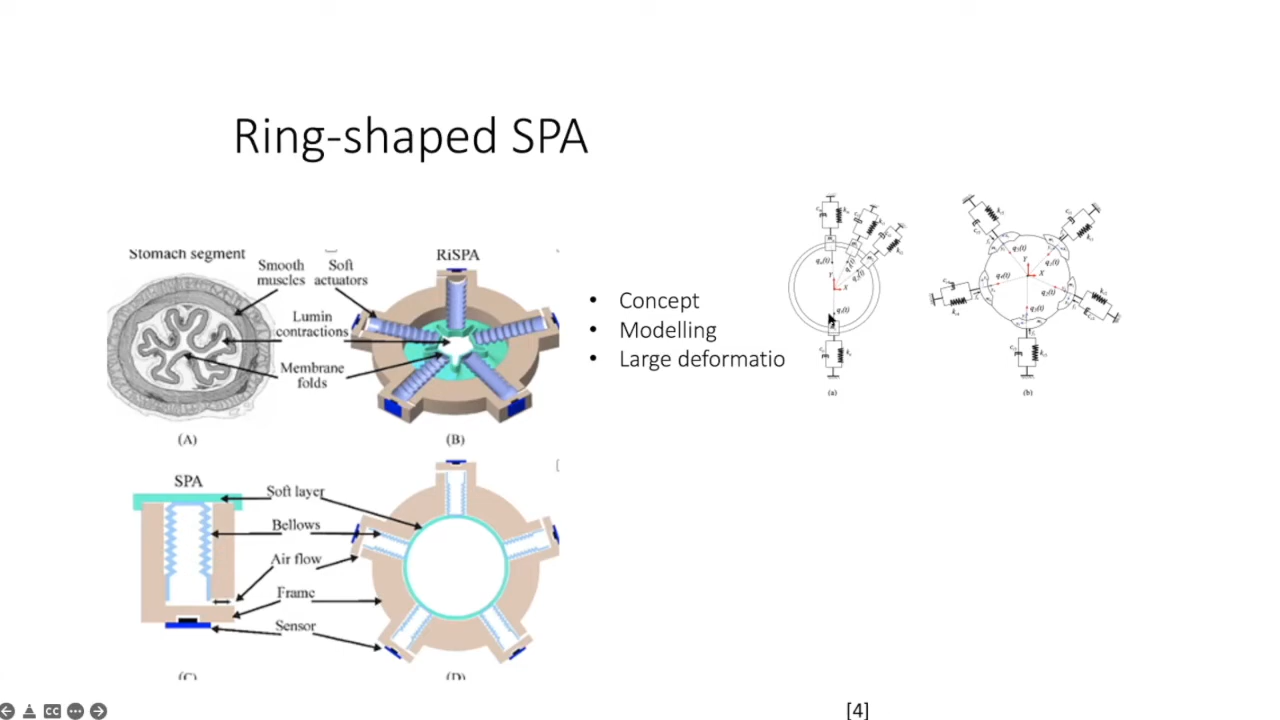 Ring-shaped SPA
Stomach segment
Smooth muscles
Soft actuators
RiSPA
Lumin contractions
Membrane folds
(A)
(B)
SPA
Soft layer
Bellows
Air flow
Frame
Sensor
(C)
(D)
• Concept
• Modelling
• Large deformatio
Y
X
(a)
Y
X
(b)
CC
[4]